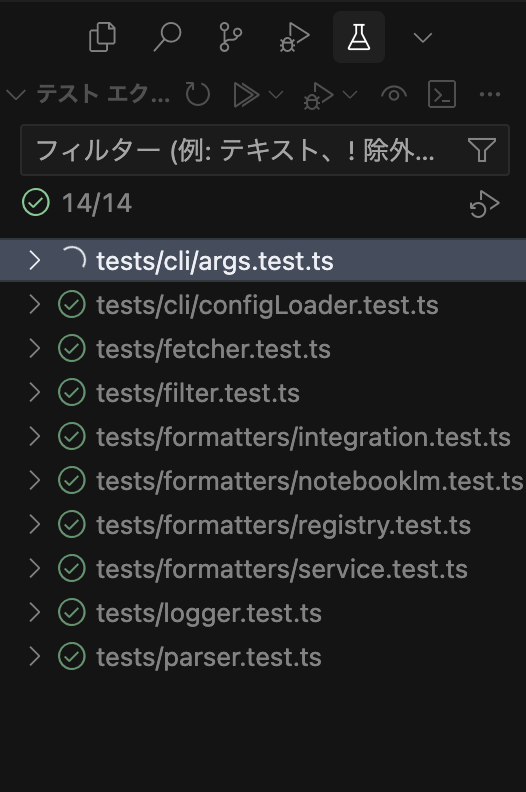 テスト エク...
フィルター (例: テキスト、! 除外...
14/14
tests/cli/args.test.ts
tests/cli/configLoader.test.ts
tests/fetcher.test.ts
tests/filter.test.ts
tests/formatters/integration.test.ts
tests/formatters/notebooklm.test.ts
tests/formatters/registry.test.ts
tests/formatters/service.test.ts
tests/logger.test.ts
tests/parser.test.ts